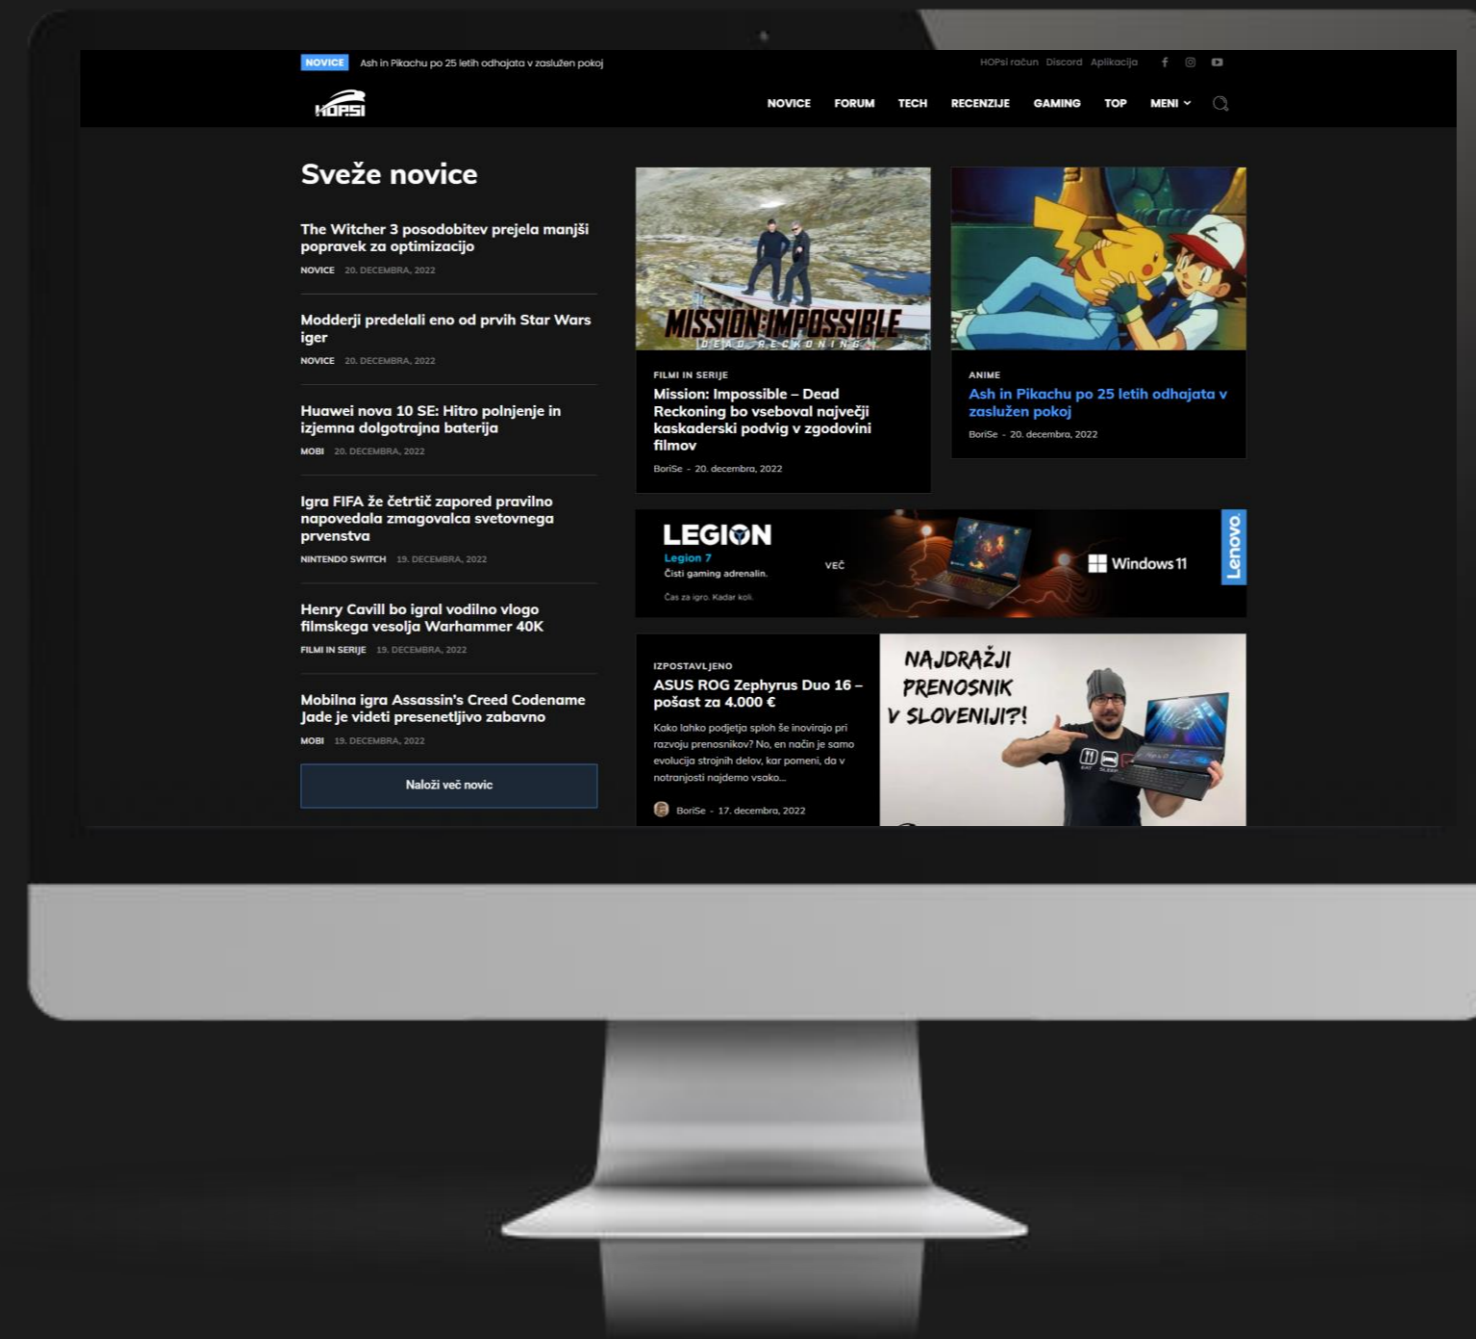 NOVICE Ash in Pikachu po 25 letih odhajata v zaslužen pokoj
HOPsi račun Discord Aplikacija
HOPSI
NOVICE FORUM TECH RECENZIJE GAMING TOP MENI
Sveže novice
The Witcher 3 posodobitev prejela manjši
popravek za optimizacijo
NOVICE 20. DECEMBRA, 2022
Modderji predelali eno od prvih Star Wars
iger
NOVICE 20. DECEMBRA, 2022
Huawei nova 10 SE: Hitro polnjenje in
izjemna dolgotrajna baterija
MOBI 20. DECEMBRA, 2022
Igra FIFA že četrtič zapored pravilno
napovedala zmagovalca svetovnega
prvenstva
NINTENDO SWITCH 19. DECEMBRA, 2022
Henry Cavill bo igral vodilno vlogo
filmskega vesolja Warhammer 40K
FILMI IN SERIJE 19. DECEMBRA, 2022
Mobilna igra Assassin's Creed Codename
Jade je videti presenetljivo zabavno
MOBI 19. DECEMBRA, 2022
Naloži več novic
MISSION: IMPOSSIBLE
DEAD RECKONING
FILMI IN SERIJE
Mission: Impossible – Dead
Reckoning bo vseboval največji
kaskaderski podvig v zgodovini
filmov
BoriSe - 20. decembra, 2022
ANIME
Ash in Pikachu po 25 letih odhajata v
zaslužen pokoj
BoriSe - 20. decembra, 2022
LEGION
Legion 7
Čisti gaming adrenalin.
Čas za igro. Kadar koli.
VEČ
Windows 11
Lenovo
IZPOSTAVLJENO
ASUS ROG Zephyrus Duo 16 –
pošast za 4.000 €
Kako lahko podjetja sploh še inovirajo pri
razvoju prenosnikov? No, en način je samo
evolucija strojnih delov, kar pomeni, da v
notranjosti najdemo vsako...
BoriSe - 17. decembra, 2022
NAJDRAŽJI
PRENOSNIK
V SLOVENIJI?!
EAT SLEEP